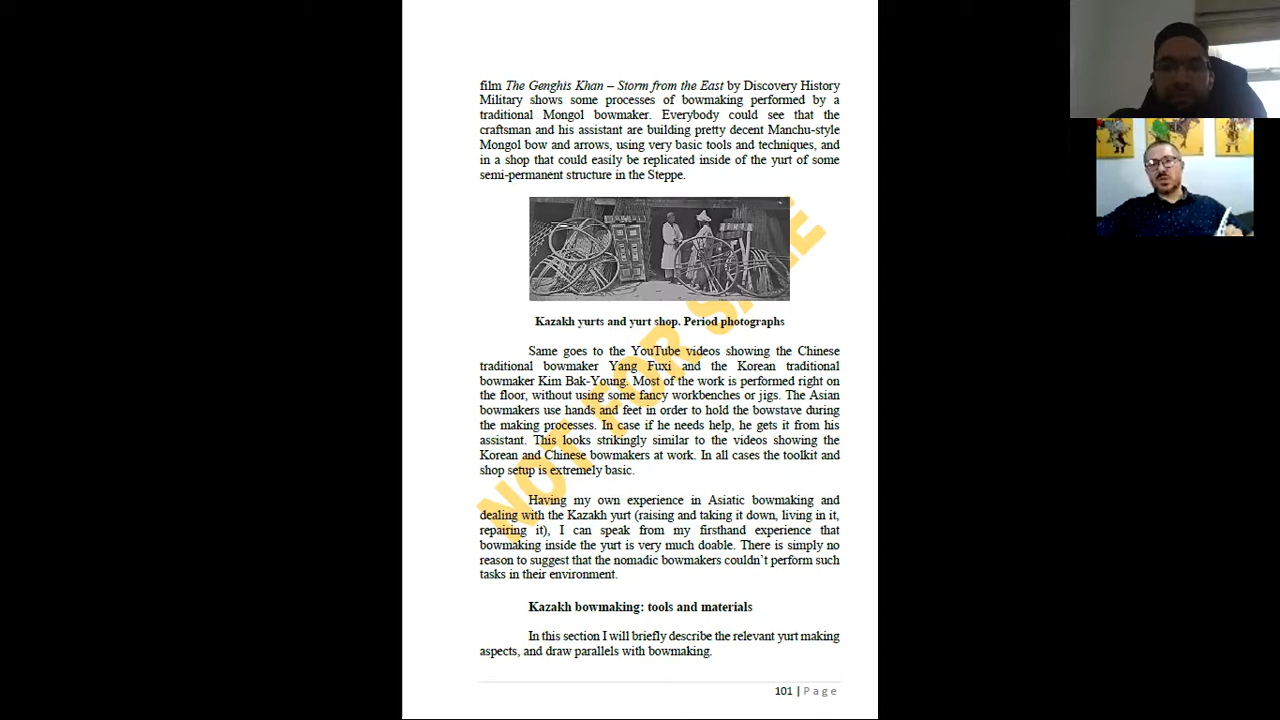 film The Genghis Khan – Storm from the East by Discovery History
Military shows some processes of bowmaking performed by a
traditional Mongol bowmaker. Everybody could see that the
craftsman and his assistant are building pretty decent Manchu-style
Mongol bow and arrows, using very basic tools and techniques, and
in a shop that could easily be replicated inside of the yurt of some
semi-permanent structure in the Steppe.
Kazakh yurts and yurt shop. Period photographs
Same goes to the YouTube videos showing the Chinese
traditional bowmaker Yang Fuxi and the Korean traditional
bowmaker Kim Bak-Young. Most of the work is performed right on
the floor, without using some fancy workbenches or jigs. The Asian
bowmakers use hands and feet in order to hold the bowstave during
the making processes. In case if he needs help, he gets it from his
assistant. This looks strikingly similar to the videos showing the
Korean and Chinese bowmakers at work. In all cases the toolkit and
shop setup is extremely basic.
Having my own experience in Asiatic bowmaking and
dealing with the Kazakh yurt (raising and taking it down, living in it,
repairing it), I can speak from my firsthand experience that
bowmaking inside the yurt is very much doable. There is simply no
reason to suggest that the nomadic bowmakers couldn't perform such
tasks in their environment.
Kazakh bowmaking: tools and materials
In this section I will briefly describe the relevant yurt making
aspects, and draw parallels with bowmaking.
101 | Page
NOT FOR SALE